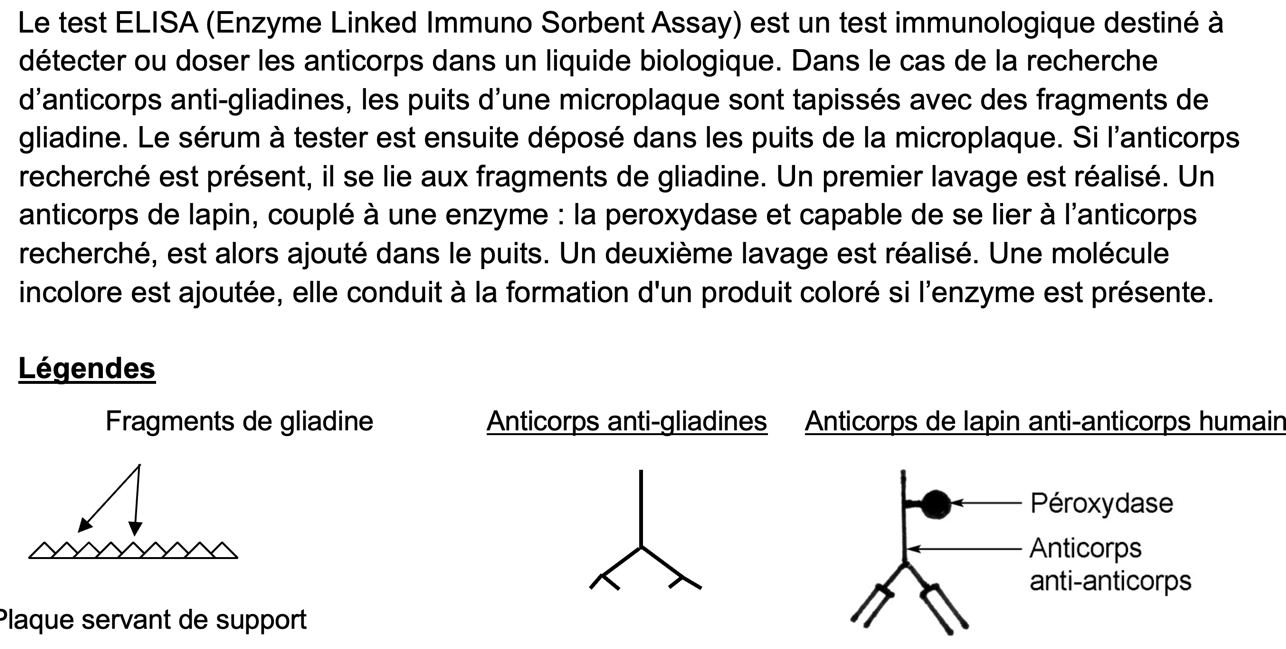 Le test ELISA (Enzyme Linked Immuno Sorbent Assay) est un test immunologique destiné à
détecter ou doser les anticorps dans un liquide biologique. Dans le cas de la recherche
d’anticorps anti-gliadines, les puits d’une microplaque sont tapissés avec des fragments de
gliadine. Le sérum à tester est ensuite déposé dans les puits de la microplaque. Si l’anticorps
recherché est présent, il se lie aux fragments de gliadine. Un premier lavage est réalisé. Un
anticorps de lapin, couplé à une enzyme : la peroxydase et capable de se lier à l’anticorps
recherché, est alors ajouté dans le puits. Un deuxième lavage est réalisé. Une molécule
incolore est ajoutée, elle conduit à la formation d'un produit coloré si l’enzyme est présente.
Légendes
Fragments de gliadine
Anticorps anti-gliadines
Anticorps de lapin anti-anticorps humain
Péroxydase
Anticorps
anti-anticorps
Plaque servant de support